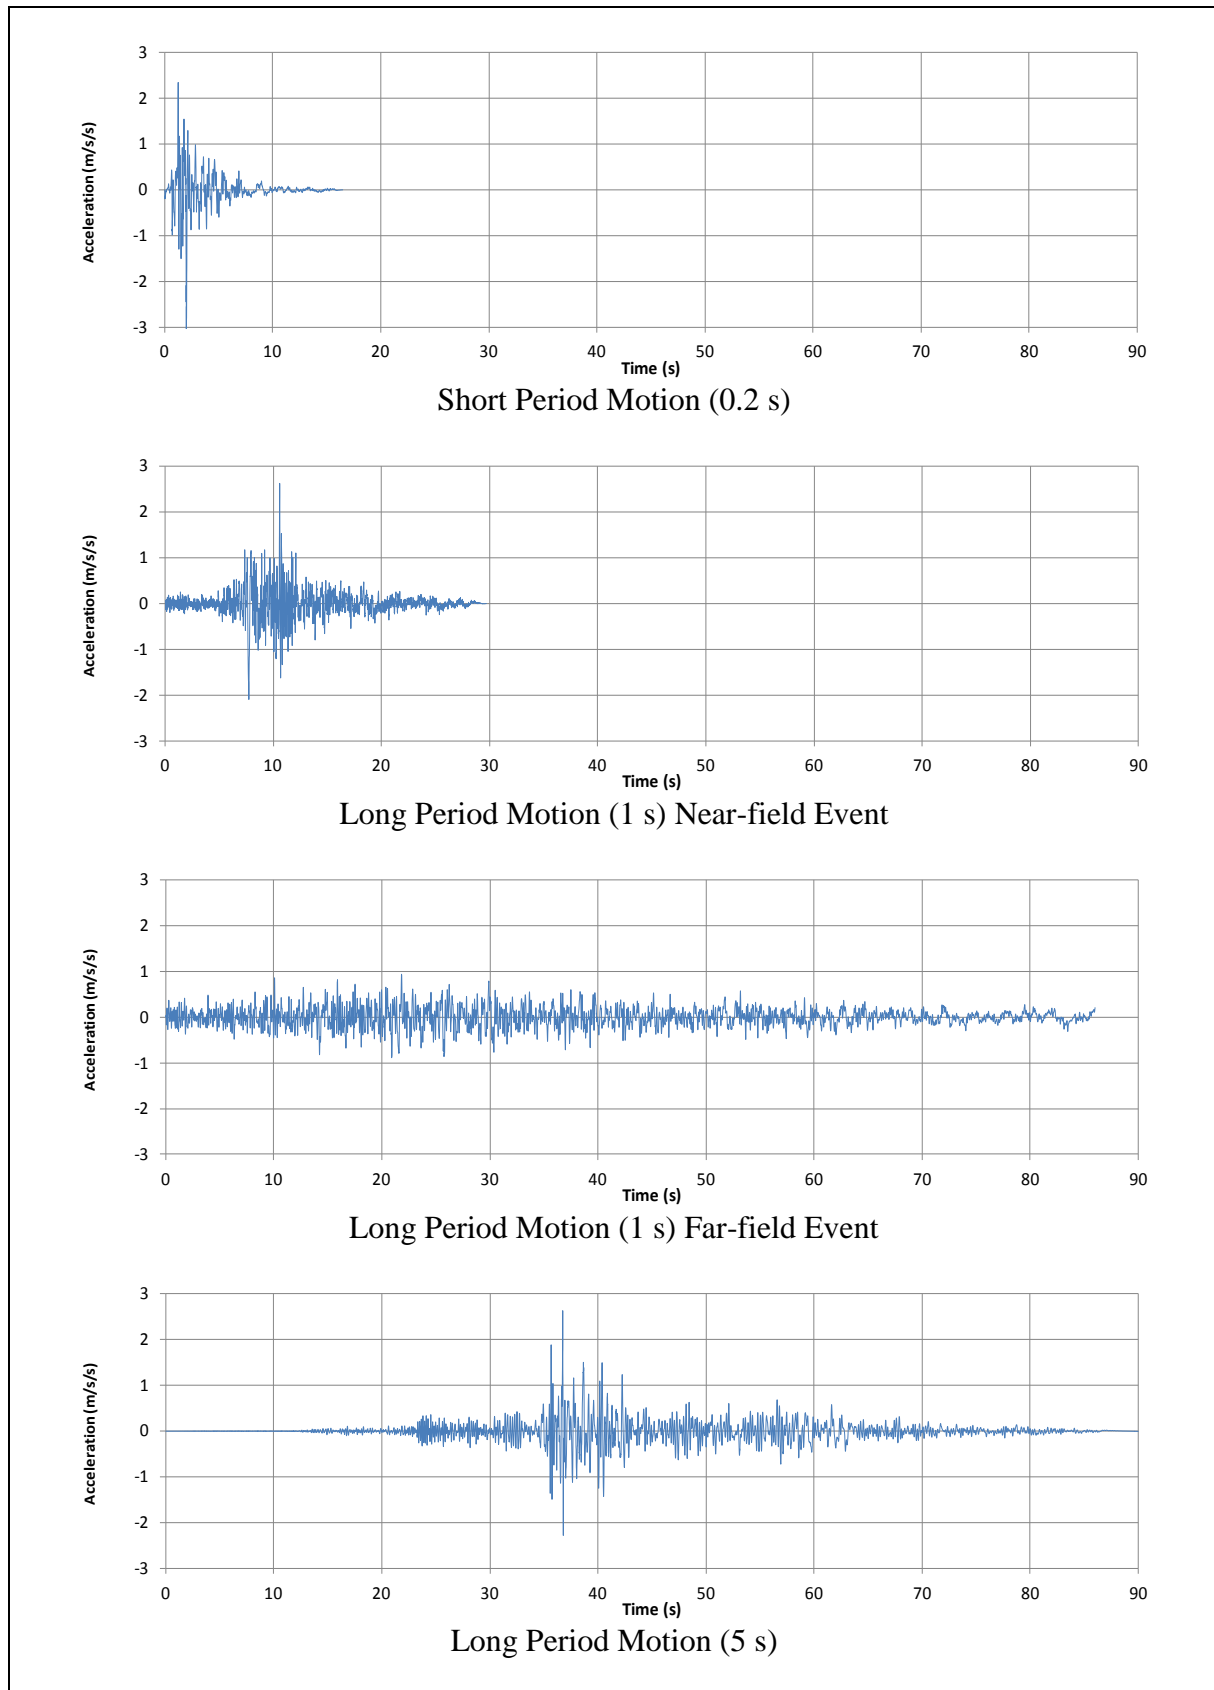 3
2
1
0
-1
-2
-3
Acceleration (m/s/s)
0 10 20 30 40 50 60 70 80 90
Time (s)
Short Period Motion (0.2 s)
3
2
1
0
-1
-2
-3
Acceleration (m/s/s)
0 10 20 30 40 50 60 70 80 90
Time (s)
Long Period Motion (1 s) Near-field Event
3
2
1
0
-1
-2
-3
Acceleration (m/s/s)
0 10 20 30 40 50 60 70 80 90
Time (s)
Long Period Motion (1 s) Far-field Event
3
2
1
0
-1
-2
-3
Acceleration (m/s/s)
0 10 20 30 40 50 60 70 80 90
Time (s)
Long Period Motion (5 s)